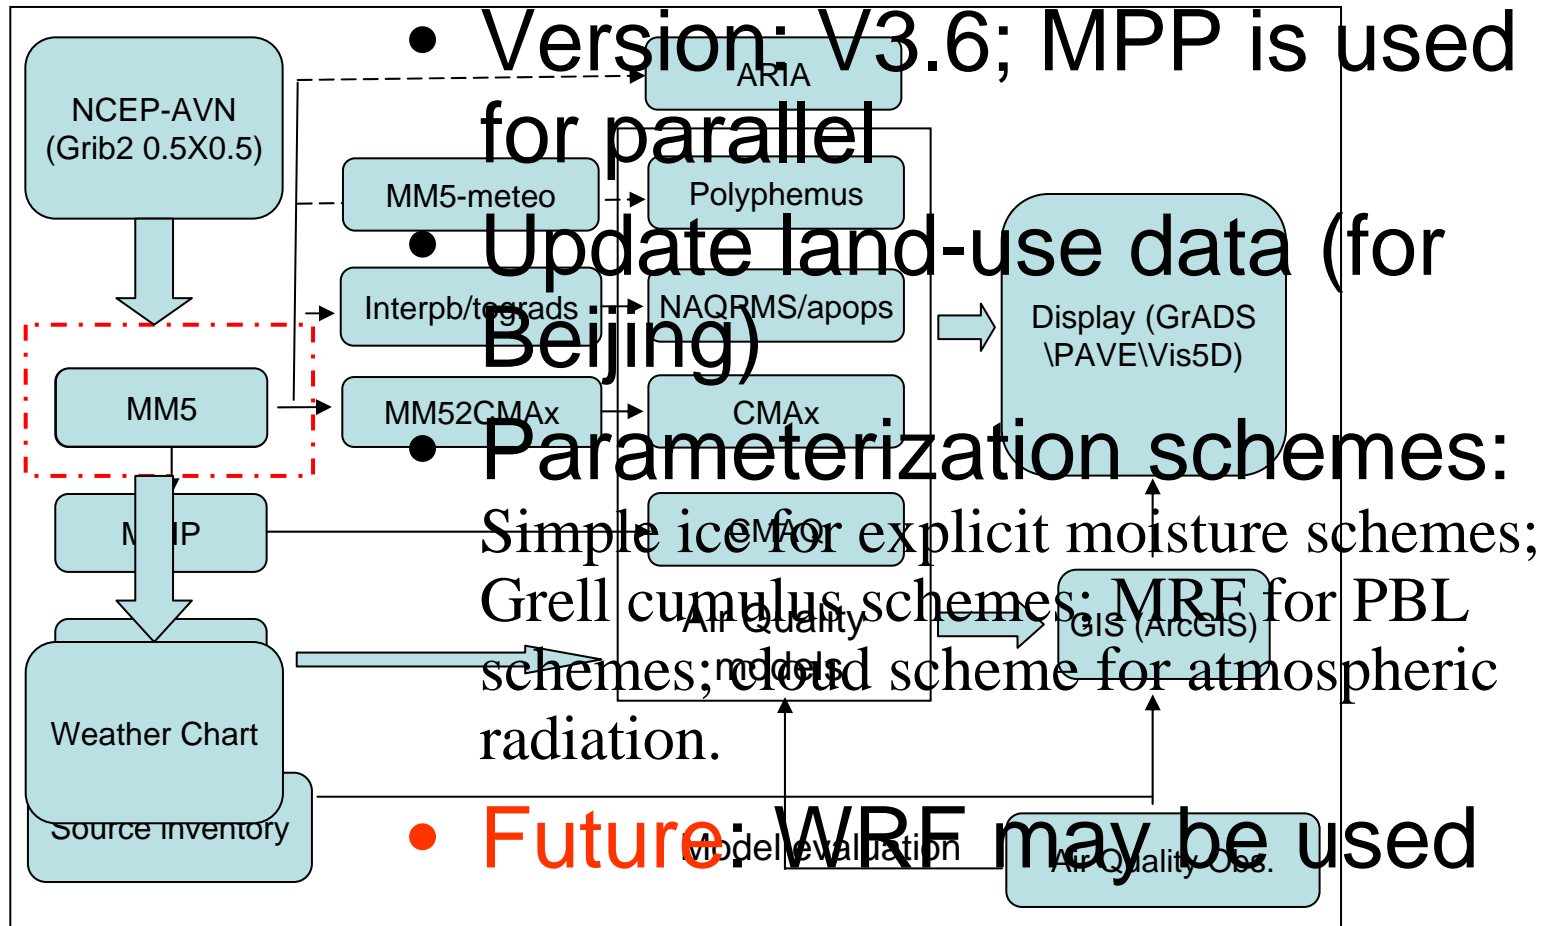 • Version: V3.6; MPP is used
for parallel
• Update land-use data (for
Beijing)
• Parameterization schemes:
Simple ice for explicit moisture schemes;
Grell cumulus schemes; MRF for PBL
schemes; cloud scheme for atmospheric
radiation.
• Future: WRF may be used
NCEP-AVN
(Grib2 0.5X0.5)
MM5
Weather Chart
Source inventory
MM5-meteo
Interpb/tograds
MM52CMAx
ARIA
Polyphemus
NAQRMS/apops
CMAx
CMAQ
Air Quality
models
Display (GrADS
\PAVE\Vis5D)
GIS (ArcGIS)
Model evaluation
Air Quality Obs.